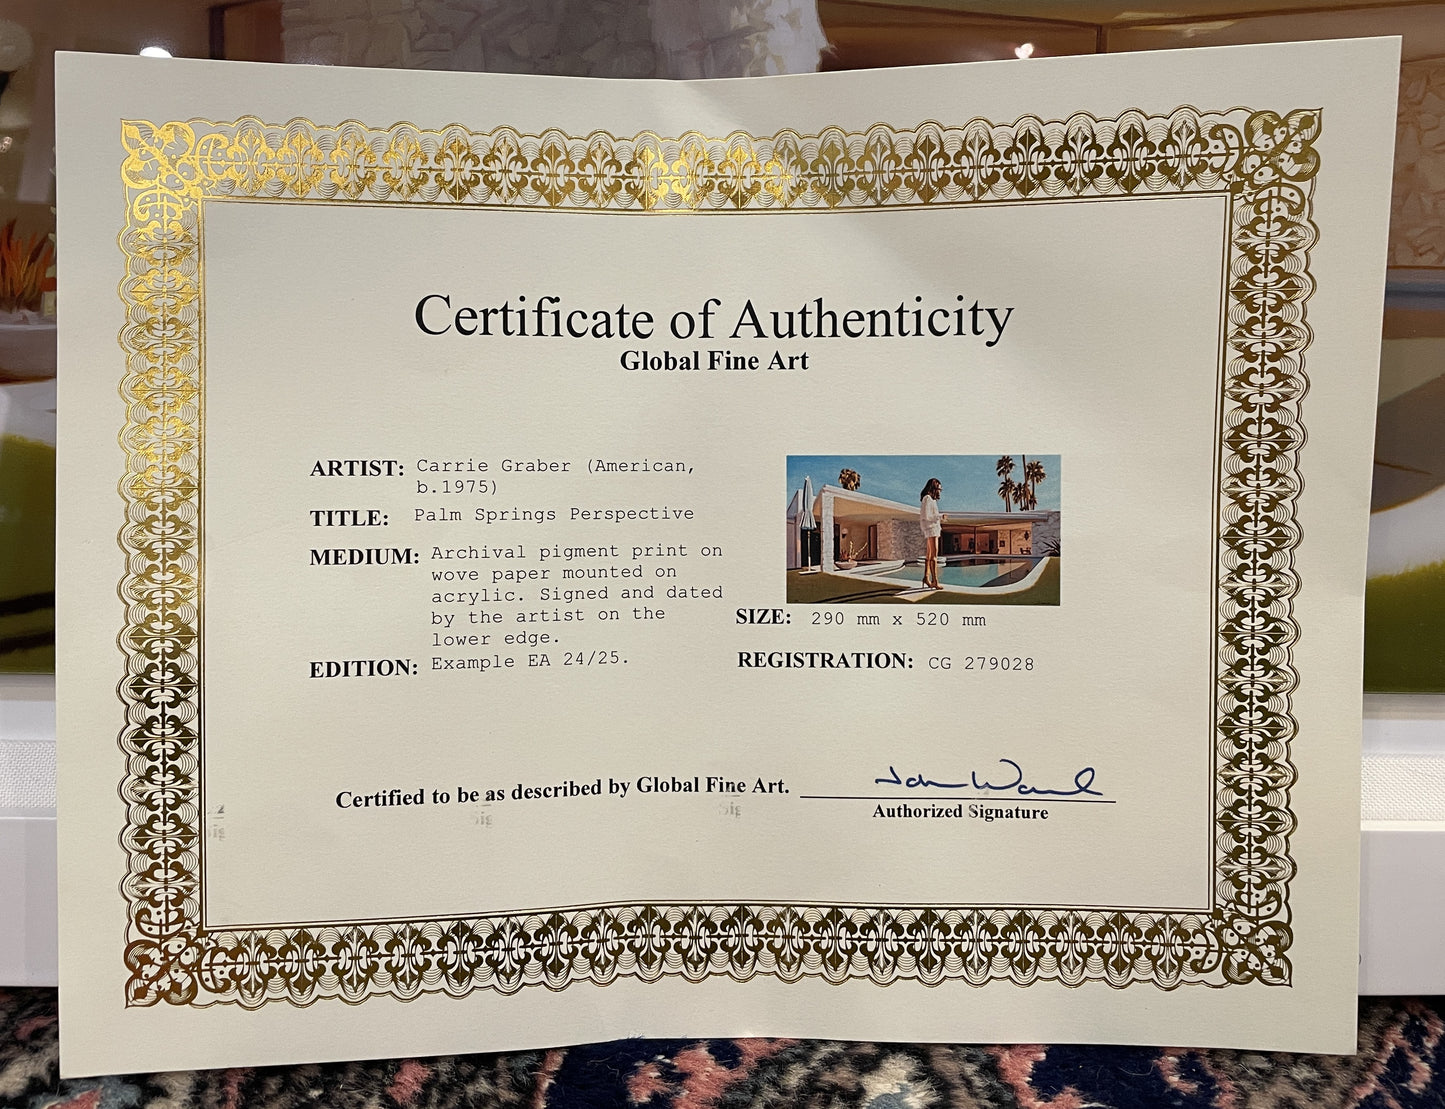 Certificate of Authenticity
Global Fine Art
ARTIST: Carrie Graber (American,
b.1975)
TITLE: Palm Springs Perspective
MEDIUM: Archival pigment print on
wove paper mounted on
acrylic. Signed and dated
by the artist on the
lower edge.
EDITION: Example EA 24/25.
SIZE: 290 mm x 520 mm
REGISTRATION: CG 279028
Certified to be as described by Global Fine Art.
Authorized Signature
Sig
Sig